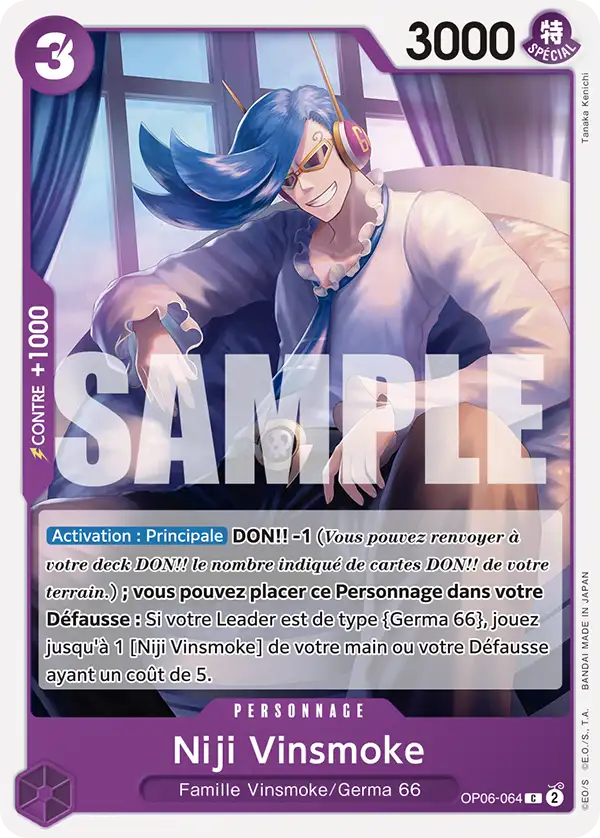 3
3000
特
SPÉCIAL
Tanaka Kenichi
CONTRE +1000
SAMPLE
Activation : Principale DON!! -1 (Vous pouvez renvoyer à
votre deck DON!! le nombre indiqué de cartes DON!! de votre
terrain.) ; vous pouvez placer ce Personnage dans votre
Défausse : Si votre Leader est de type {Germa 66}, jouez
jusqu'à 1 [Niji Vinsmoke] de votre main ou votre Défausse
ayant un coût de 5.
PERSONNAGE
Niji Vinsmoke
Famille Vinsmoke/Germa 66
OP06-064 C 2
©EO/S ©E.O./S., T.A. BANDAI MADE IN JAPAN